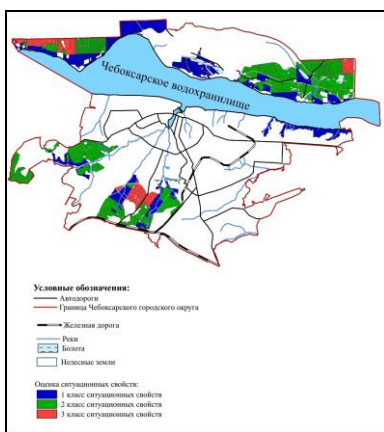 Чебоксарское водохранилище
Условные обозначения:
Автодороги
Граница Чебоксарского городского округа
Железная дорога
Реки
Болота
Нелесные земли
Оценка ситуационных свойств:
1 класс ситуационных свойств
2 класс ситуационных свойств
3 класс ситуационных свойств